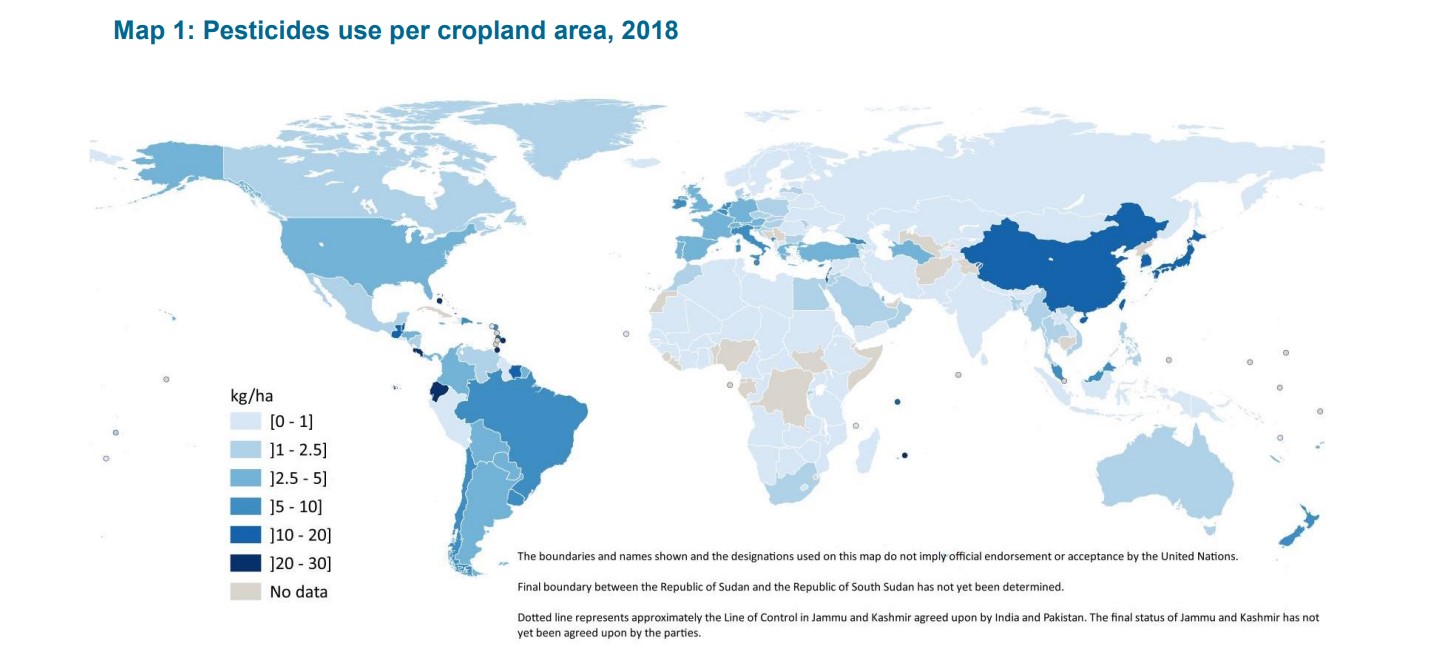 Map 1: Pesticides use per cropland area, 2018
kg/ha
[0 - 1]
]1 - 2.5]
]2.5 - 5]
]5 - 10]
]10 - 20]
]20 - 30]
No data
The boundaries and names shown and the designations used on this map do not imply official endorsement or acceptance by the United Nations.
Final boundary between the Republic of Sudan and the Republic of South Sudan has not yet been determined.
Dotted line represents approximately the Line of Control in Jammu and Kashmir agreed upon by India and Pakistan. The final status of Jammu and Kashmir has not
yet been agreed upon by the parties.